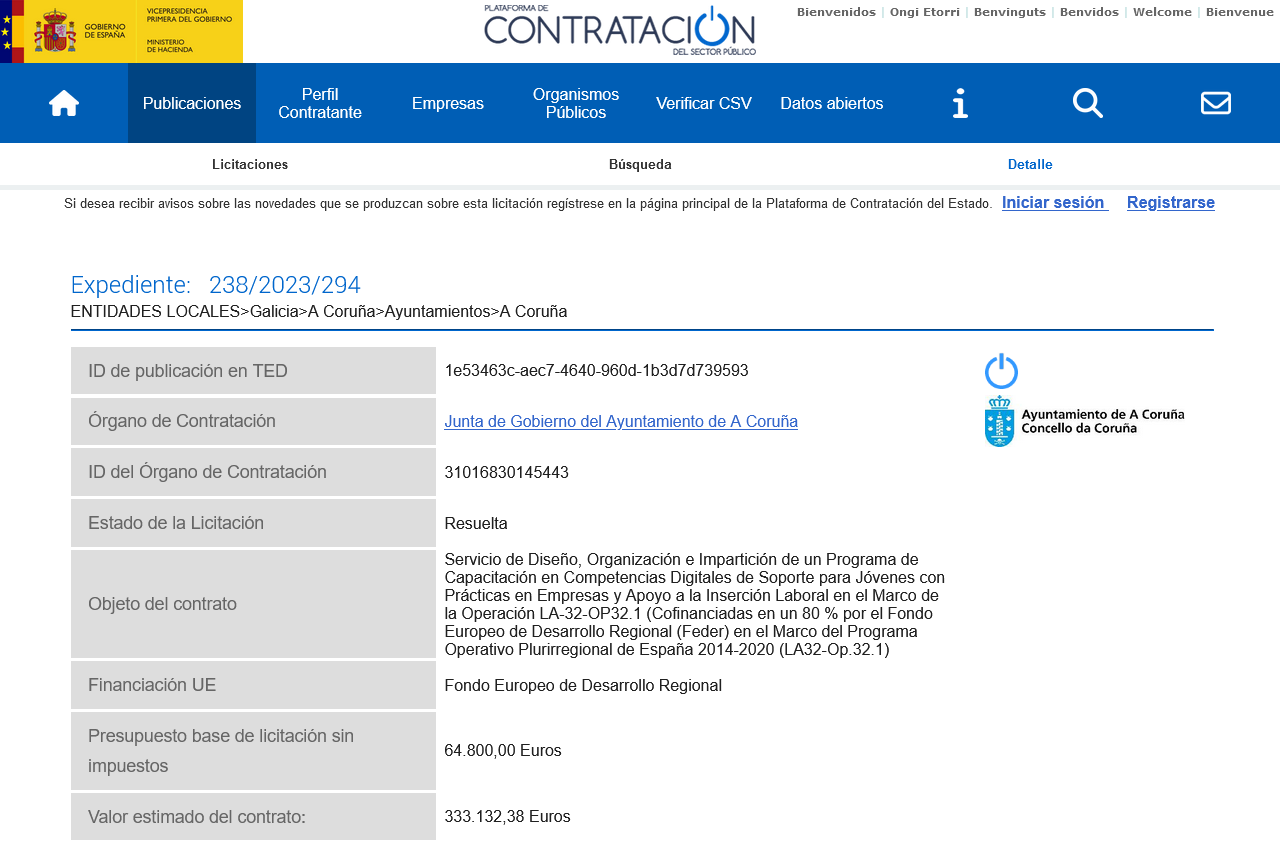 GOBIERNO
DE ESPAÑA
VICEPRESIDENCIA
PRIMERA DEL GOBIERNO
MINISTERIO
DE HACIENDA
PLATAFORMA DE
CONTRATACIÓN
DEL SECTOR PÚBLICO
Bienvenidos | Ongi Etorri | Benvinguts | Benvidos | Welcome | Bienvenue
Publicaciones
Perfil
Contratante
Empresas
Organismos
Públicos
Verificar CSV
Datos abiertos
Licitaciones
Búsqueda
Detalle
Si desea recibir avisos sobre las novedades que se produzcan sobre esta licitación regístrese en la página principal de la Plataforma de Contratación del Estado. Iniciar sesión Registrarse
Expediente: 238/2023/294
ENTIDADES LOCALES>Galicia>A Coruña>Ayuntamientos>A Coruña
ID de publicación en TED
1e53463c-aec7-4640-960d-1b3d7d739593
Ayuntamiento de A Coruña
Concello da Coruña
Órgano de Contratación
Junta de Gobierno del Ayuntamiento de A Coruña
ID del Órgano de Contratación
31016830145443
Estado de la Licitación
Resuelta
Objeto del contrato
Servicio de Diseño, Organización e Impartición de un Programa de
Capacitación en Competencias Digitales de Soporte para Jóvenes con
Prácticas en Empresas y Apoyo a la Inserción Laboral en el Marco de
la Operación LA-32-OP32.1 (Cofinanciadas en un 80 % por el Fondo
Europeo de Desarrollo Regional (Feder) en el Marco del Programa
Operativo Plurirregional de España 2014-2020 (LA32-Op.32.1)
Financiación UE
Fondo Europeo de Desarrollo Regional
Presupuesto base de licitación sin
impuestos
64.800,00 Euros
Valor estimado del contrato:
333.132,38 Euros